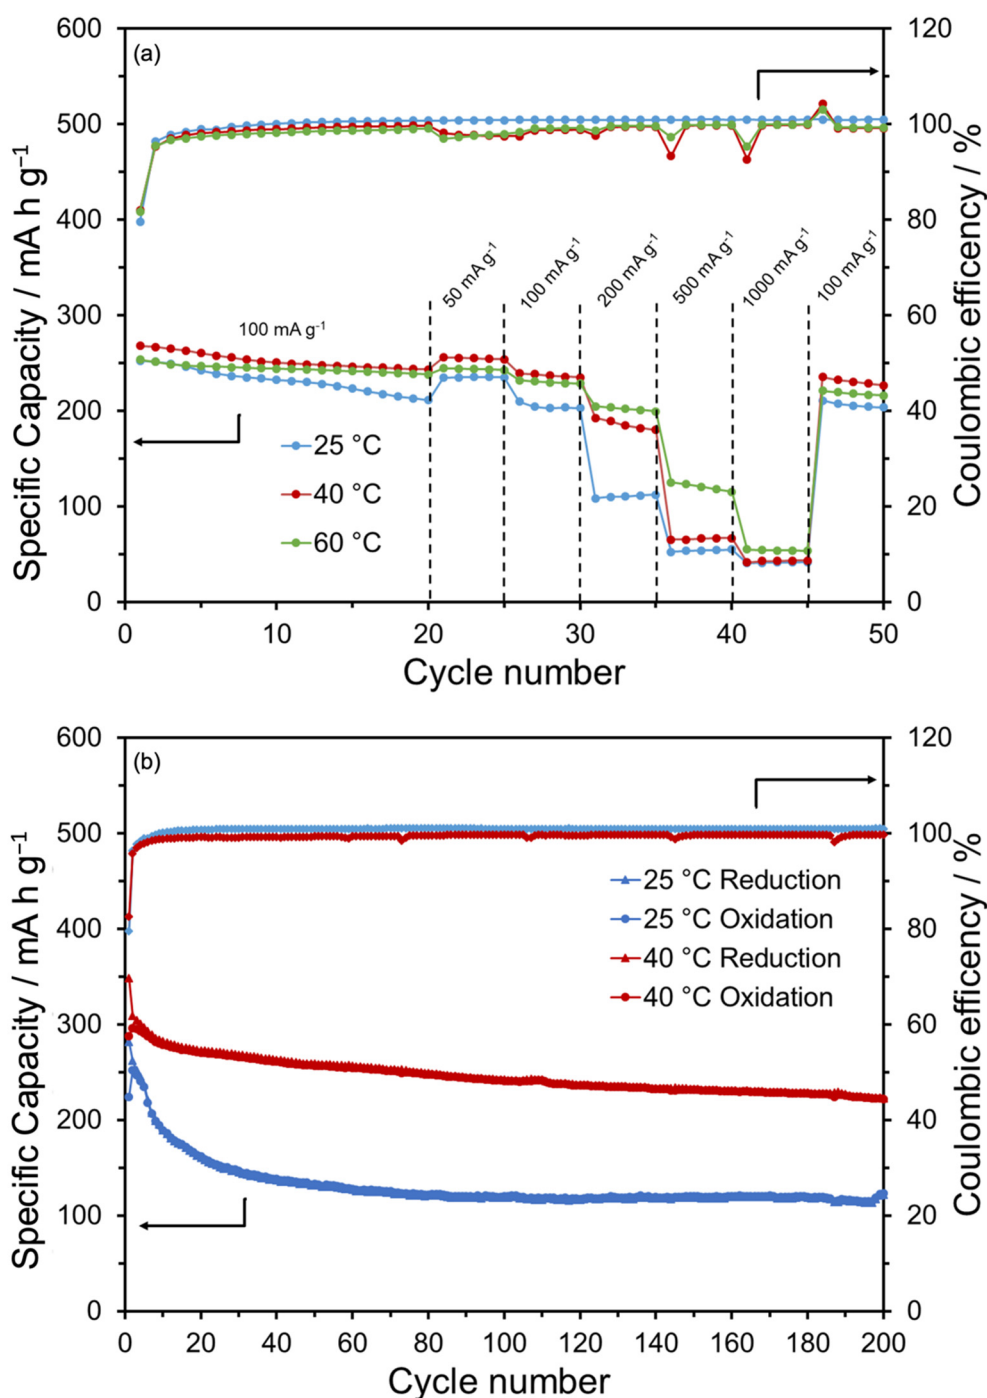 (a)
600
500
400
300
200
100
0
Specific Capacity / mA h g⁻¹
120
100
80
60
40
20
0
Coulombic efficency / %
100 mA g⁻¹
50 mA g⁻¹
100 mA g⁻¹
200 mA g⁻¹
500 mA g⁻¹
1000 mA g⁻¹
100 mA g⁻¹
25 °C
40 °C
60 °C
0 10 20 30 40 50
Cycle number
(b)
600
500
400
300
200
100
0
Specific Capacity / mA h g⁻¹
120
100
80
60
40
20
0
Coulombic efficency / %
25 °C Reduction
25 °C Oxidation
40 °C Reduction
40 °C Oxidation
0 20 40 60 80 100 120 140 160 180 200
Cycle number